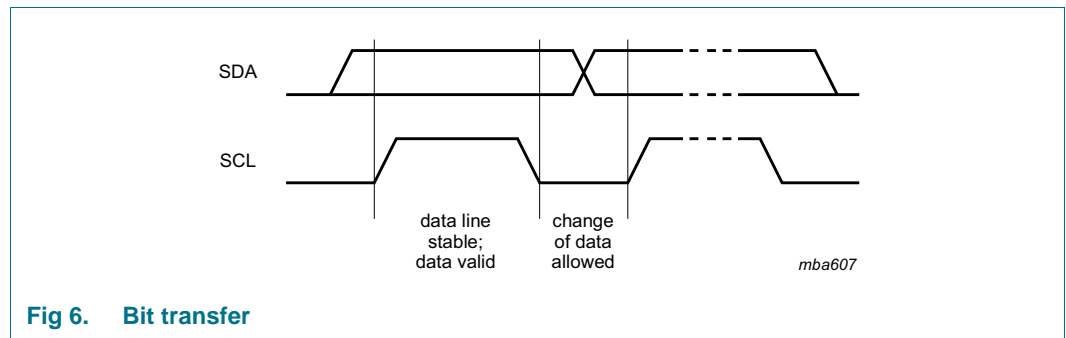 SDA
SCL
data line
stable;
data valid
change
of data
allowed
mba607
Fig 6. Bit transfer